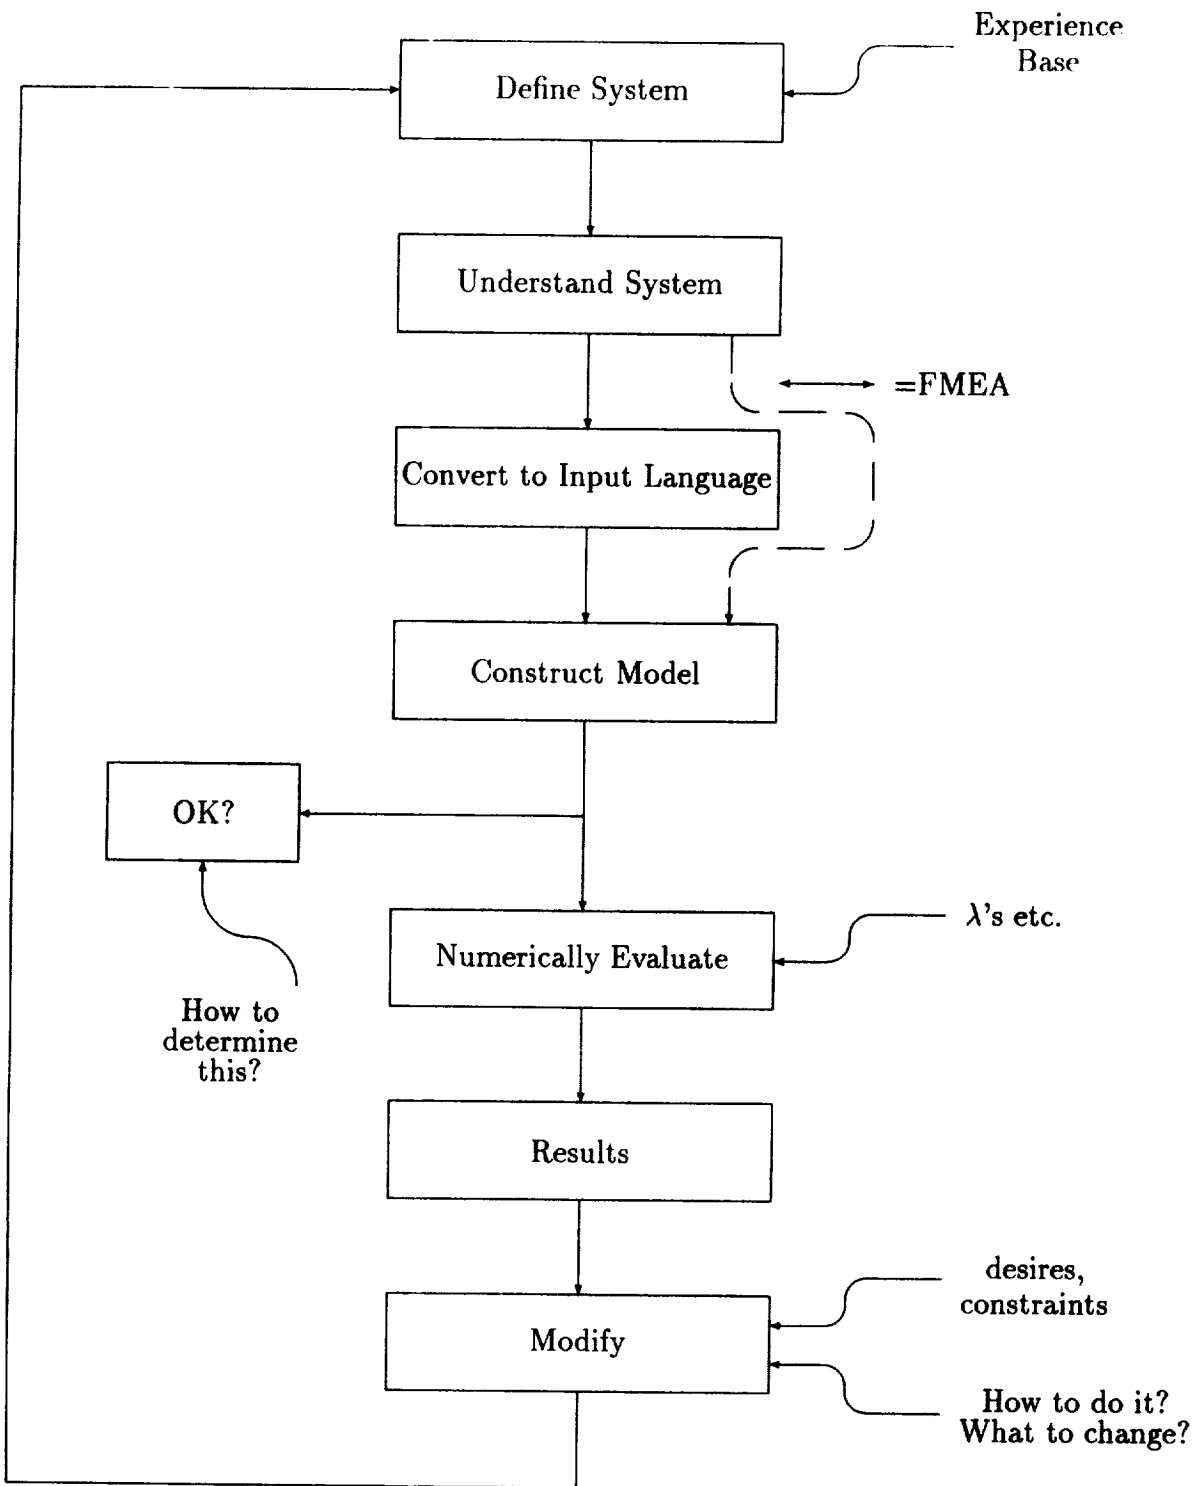 Experience
Base
Define System
Understand System
=FMEA
Convert to Input Language
Construct Model
OK?
λ's etc.
Numerically Evaluate
How to
determine
this?
Results
desires,
constraints
Modify
How to do it?
What to change?